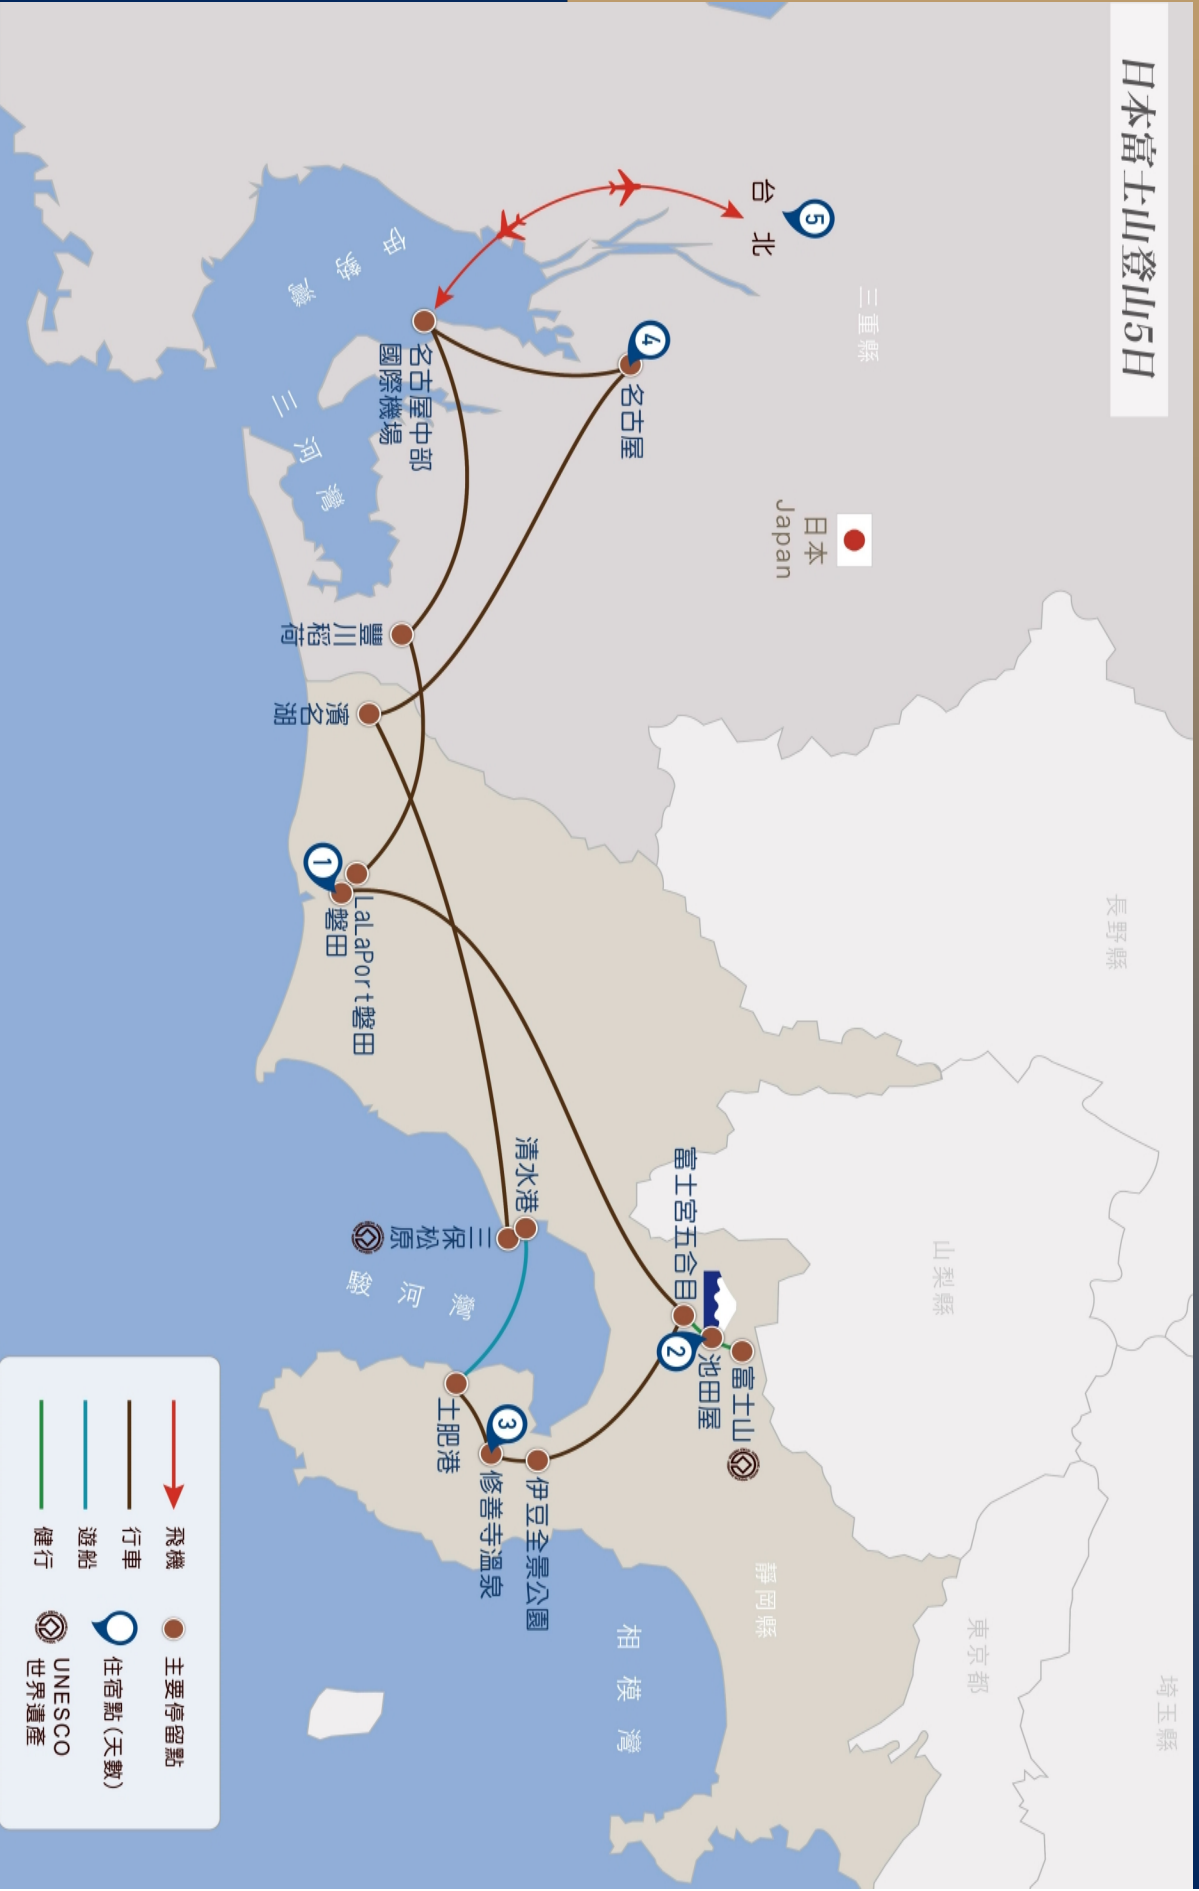 日本富士山登山5日
長野縣
埼玉縣
山梨縣
東京都
三重縣
靜岡縣
日本
Japan
5
台北
4
名古屋
名古屋中部
國際機場
伊勢灣
三河灣
豐川稻荷
濱名湖
1
LaLaPort磐田
磐田
富士宮五合目
富士山
池田屋
2
清水港
三保松原
駿河灣
土肥港
3
修善寺溫泉
伊豆全景公園
相模灣
飛機
行車
遊船
健行
主要停留點
住宿點(天數)
UNESCO
世界遺產